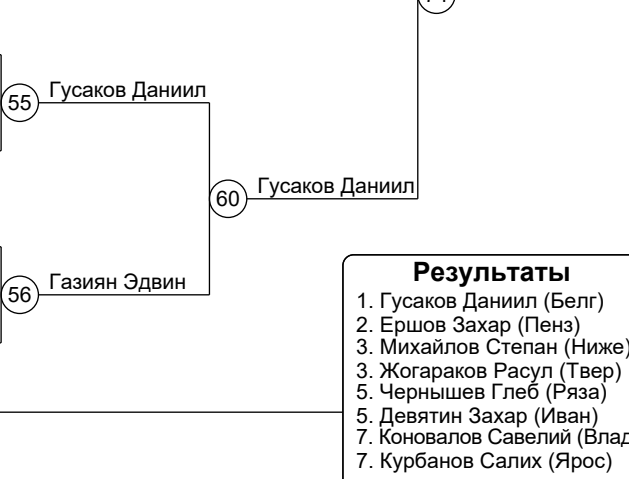 55 Гусаков Даниил
60 Гусаков Даниил
56 Газиян Эдвин
Результаты
1. Гусаков Даниил (Белг)
2. Ершов Захар (Пенз)
3. Михайлов Степан (Ниже)
3. Жогараков Расул (Твер)
5. Чернышев Глеб (Ряза)
5. Девятин Захар (Иван)
7. Коновалов Савелий (Влад
7. Курбанов Салих (Ярос)